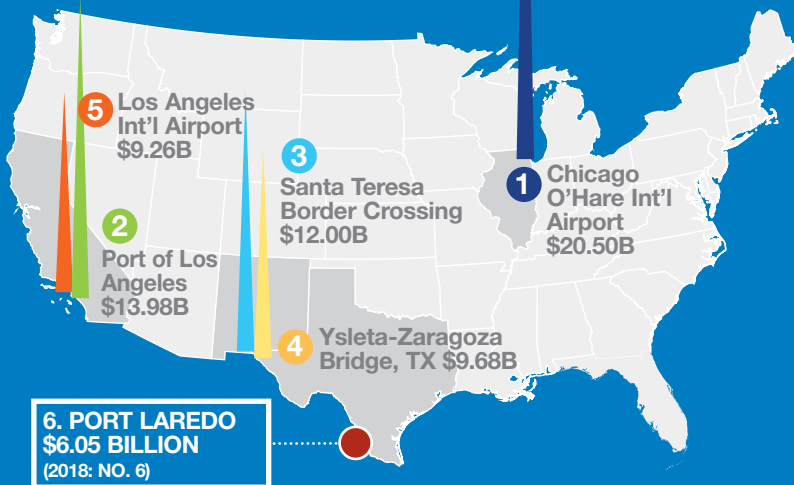 5
Los Angeles
Int'l Airport
$9.26B
3
Santa Teresa
Border Crossing
$12.00B
1
Chicago
O'Hare Int'l
Airport
$20.50B
2
Port of Los
Angeles
$13.98B
4
Ysleta-Zaragoza
Bridge, TX $9.68B
6. PORT LAREDO
$6.05 BILLION
(2018: NO. 6)